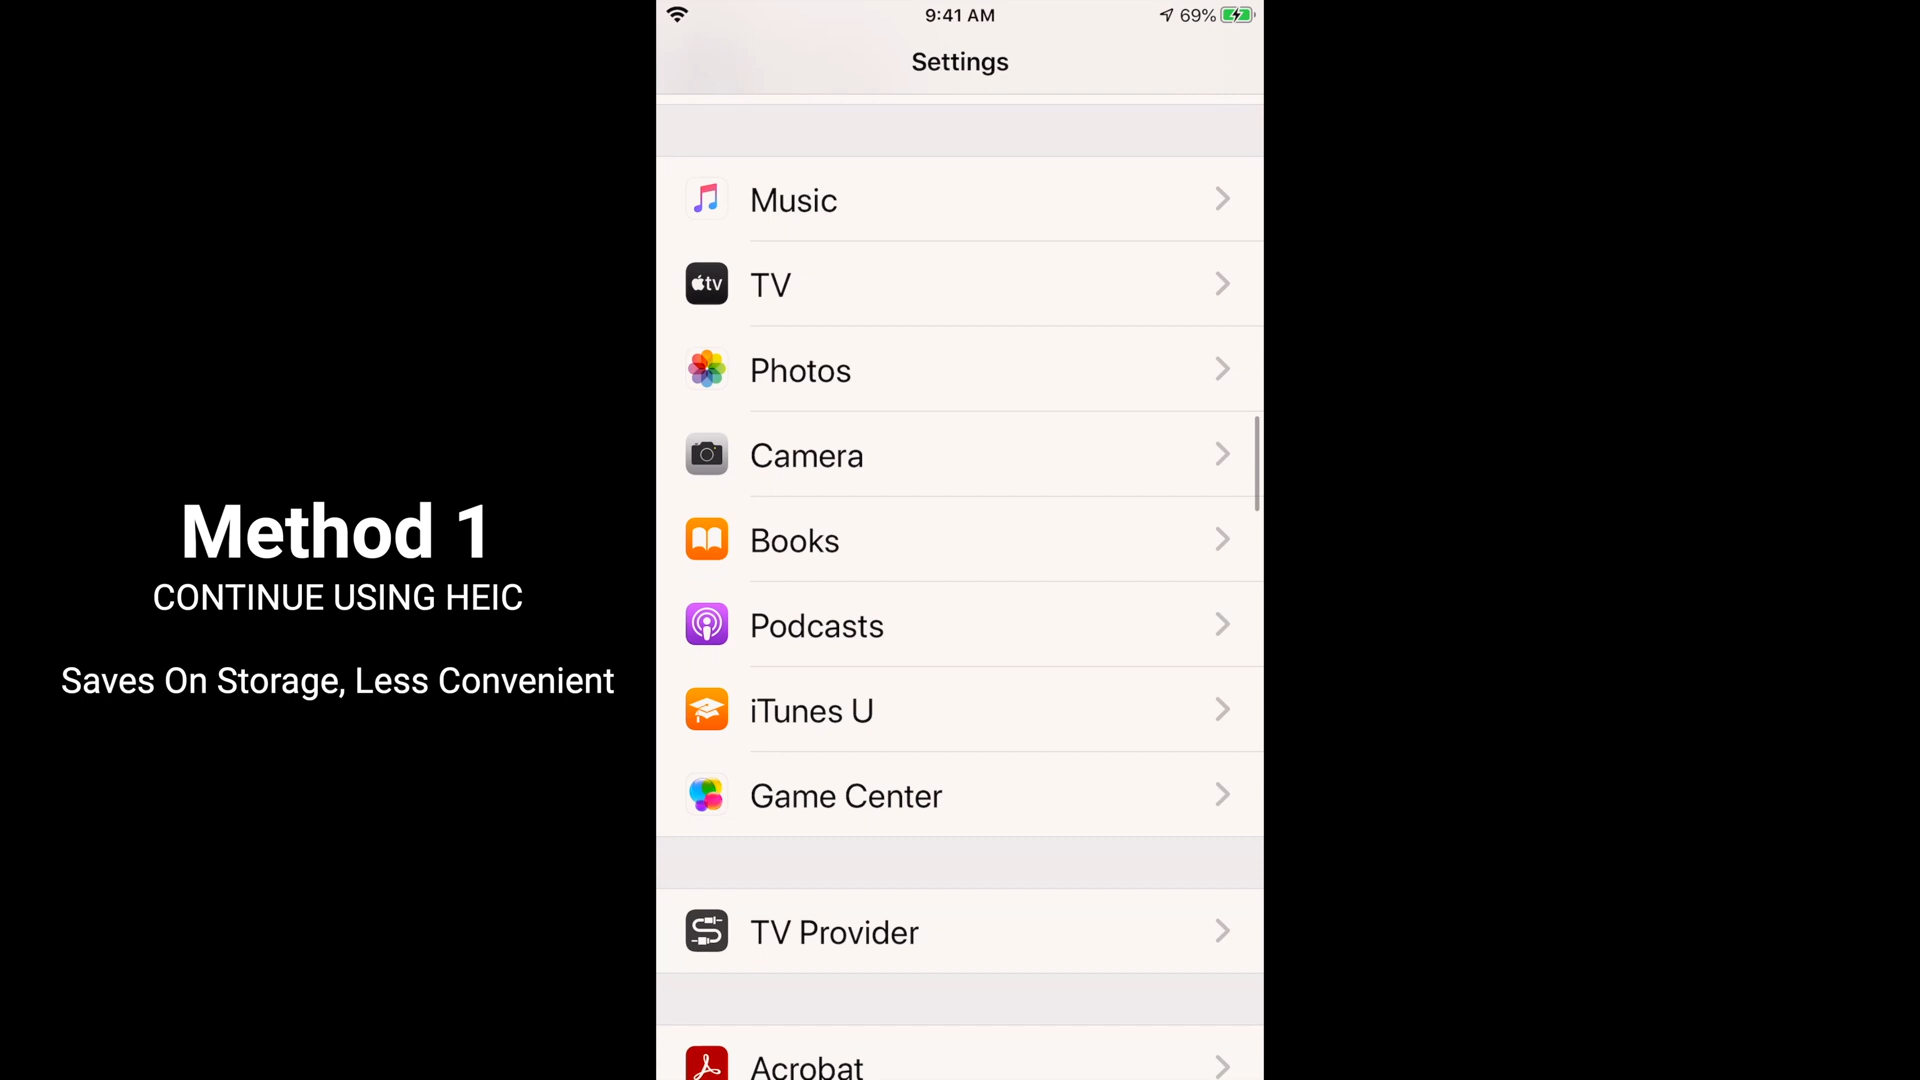 9:41 AM
69%
Settings
Music
tv
TV
Photos
Camera
Books
Podcasts
iTunes U
Game Center
TV Provider
Acrobat
Method 1
CONTINUE USING HEIC
Saves On Storage, Less Convenient